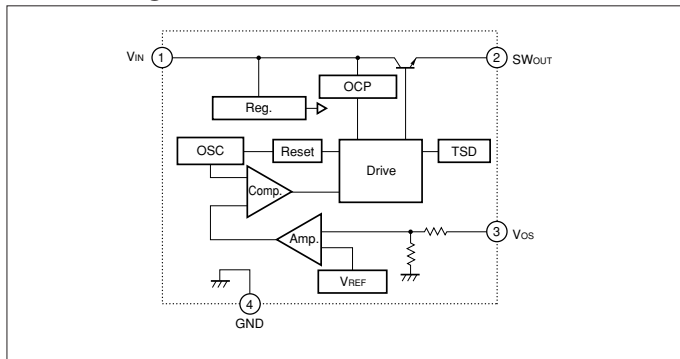 VIN
1
2
SWOUT
OCP
Reg.
OSC
Reset
Drive
TSD
Comp.
Amp.
3
VOS
VREF
4
GND